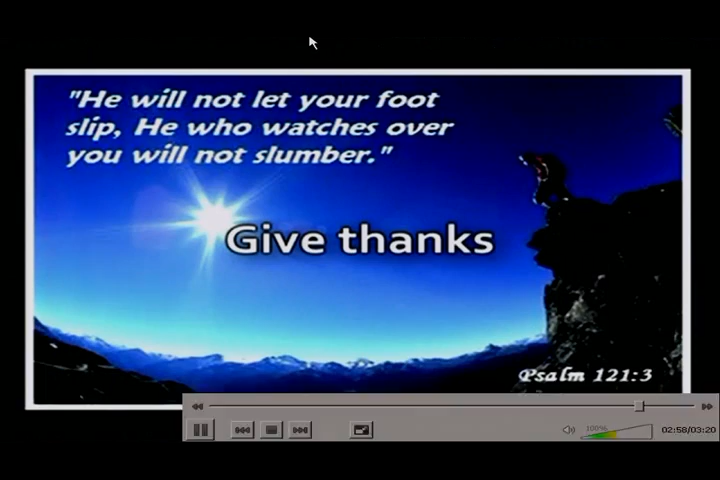 "He will not let your foot
slip, He who watches over
you will not slumber."
Give thanks
Psalm 121:3
100%
02:58/03:20